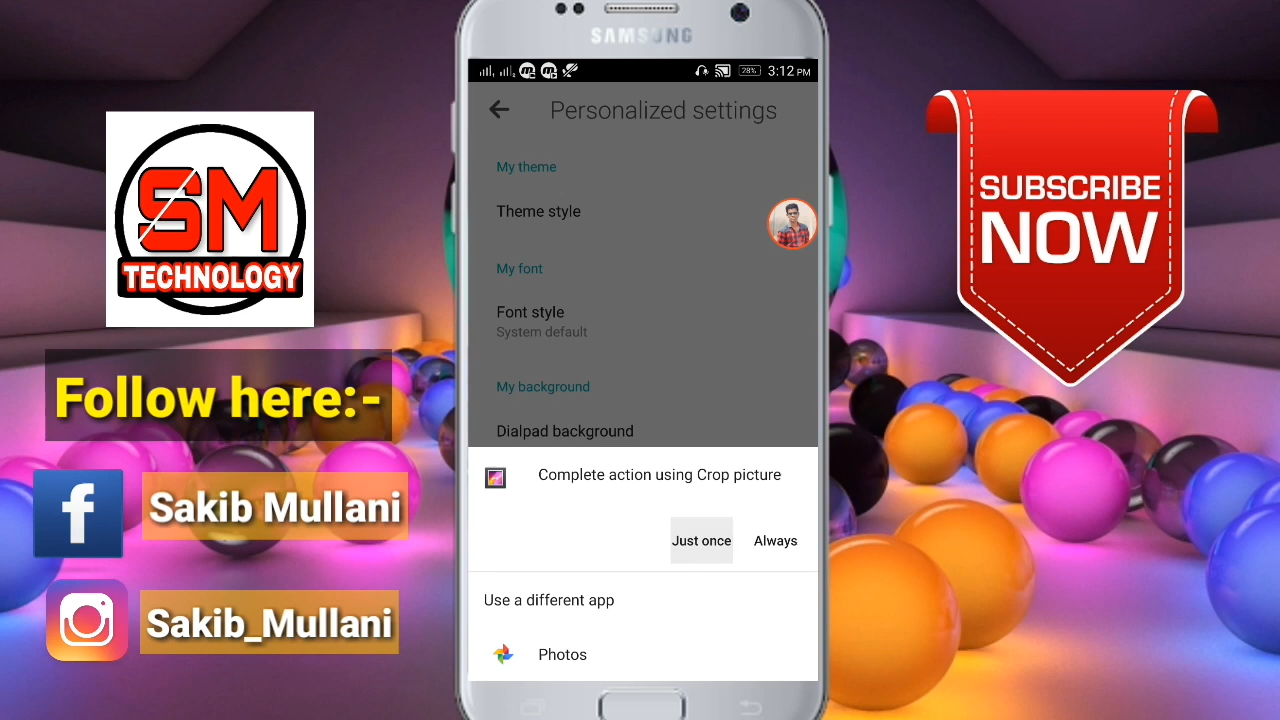 SAMSUNG
28% 3:12 PM
Personalized settings
My theme
Theme style
My font
Font style
System default
My background
Dialpad background
Complete action using Crop picture
Just once Always
Use a different app
Photos
SM
TECHNOLOGY
Follow here:-
f Sakib Mullani
Sakib_Mullani
SUBSCRIBE
NOW